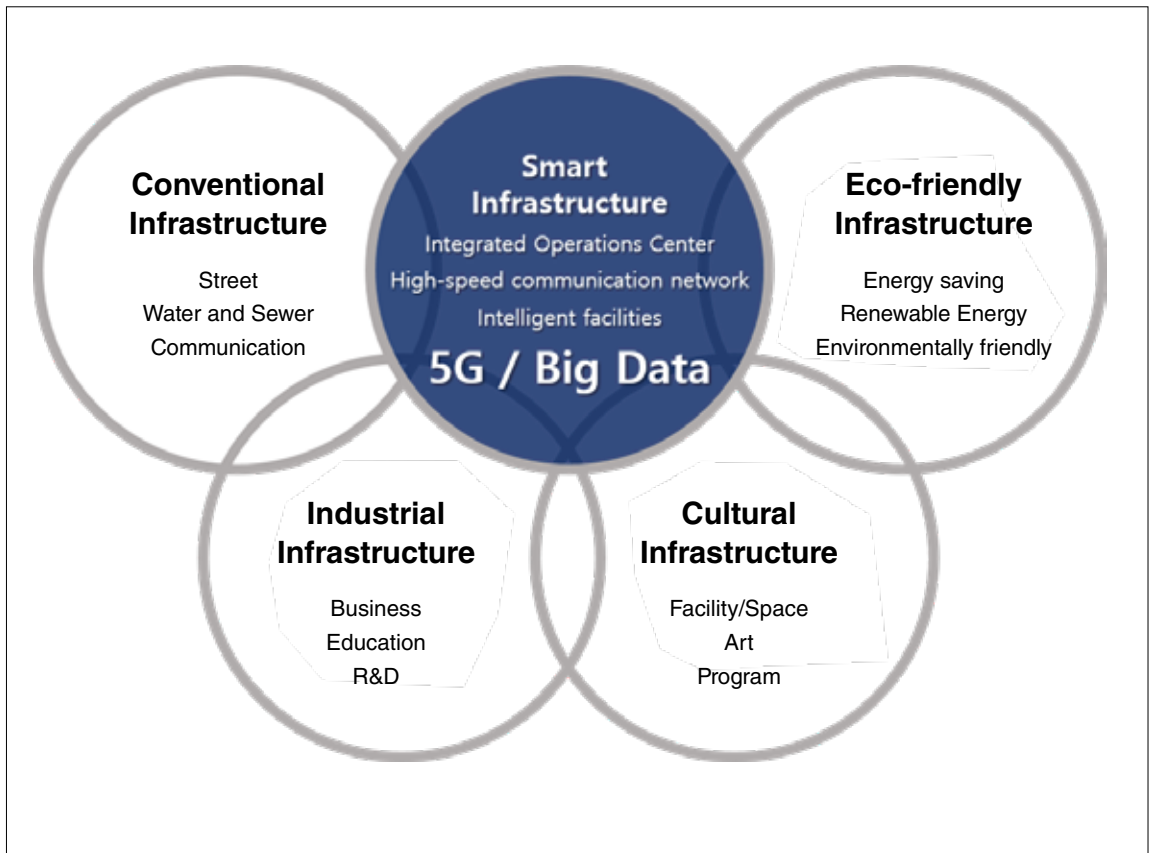 Conventional
Infrastructure
Street
Water and Sewer
Communication
Smart
Infrastructure
Integrated Operations Center
High-speed communication network
Intelligent facilities
5G / Big Data
Eco-friendly
Infrastructure
Energy saving
Renewable Energy
Environmentally friendly
Industrial
Infrastructure
Business
Education
R&D
Cultural
Infrastructure
Facility/Space
Art
Program